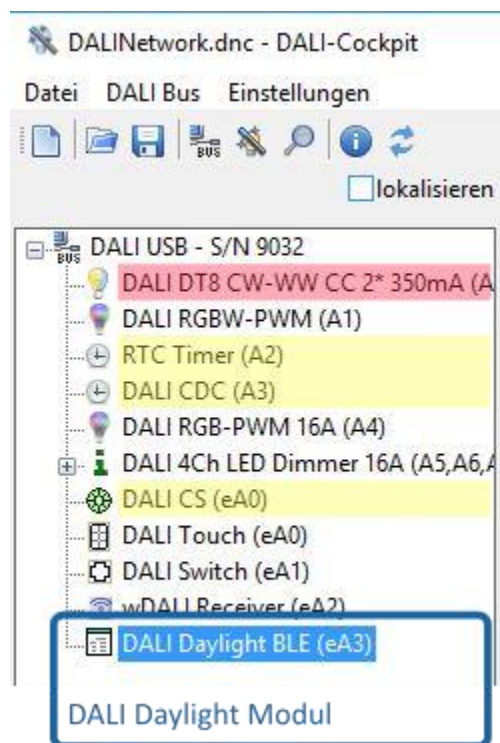 DALINetwork.dnc - DALI-Cockpit
Datei DALI Bus Einstellungen
BUS
lokalisieren
BUS DALI USB - S/N 9032
DALI DT8 CW-WW CC 2* 350mA (A
DALI RGBW-PWM (A1)
RTC Timer (A2)
DALI CDC (A3)
DALI RGB-PWM 16A (A4)
DALI 4Ch LED Dimmer 16A (A5,A6,A
DALI CS (eA0)
DALI Touch (eA0)
DALI Switch (eA1)
wDALI Receiver (eA2)
DALI Daylight BLE (eA3)
DALI Daylight Modul